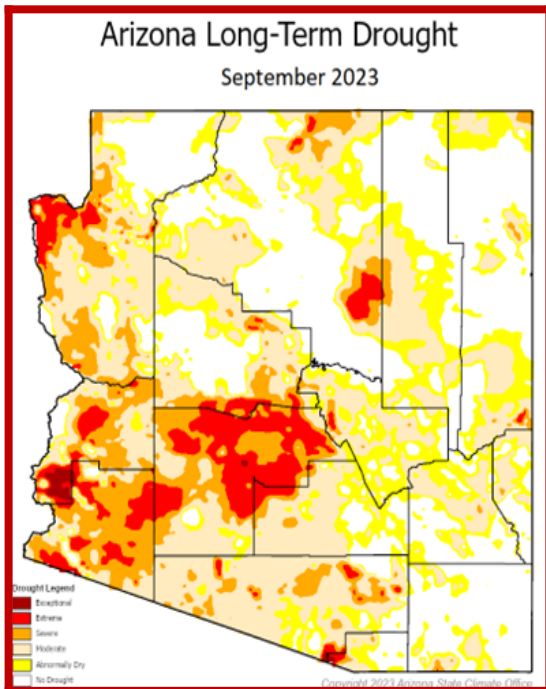 Arizona Long-Term Drought
September 2023
Drought Legend
Exceptional
Extreme
Severe
Moderate
Abnormally Dry
No Drought
Copyright 2023 Arizona State Climate Office